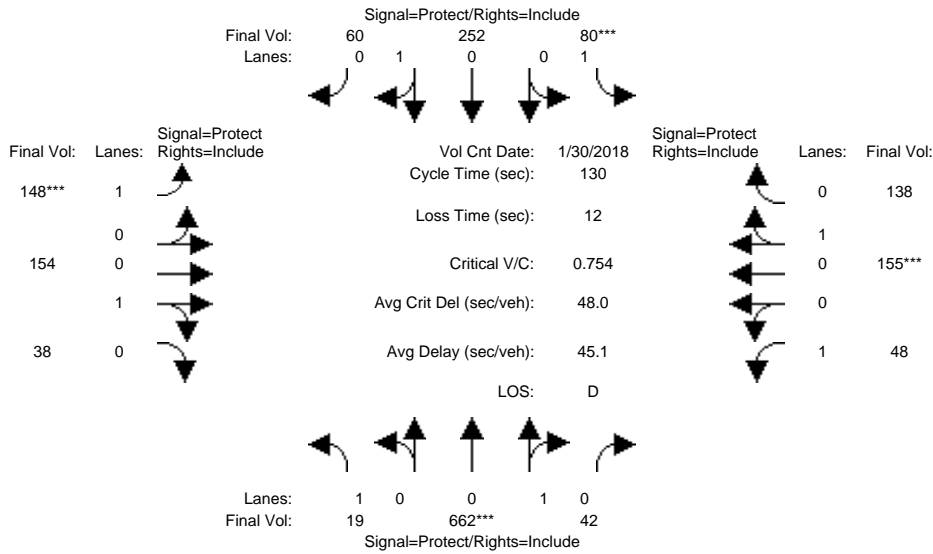 Signal=Protect/Rights=Include
Final Vol: 60 252 80***
Lanes: 0 1 0 0 1
Signal=Protect Signal=Protect
Final Vol: Lanes: Rights=Include Vol Cnt Date: 1/30/2018 Rights=Include Lanes: Final Vol:
Cycle Time (sec): 130
148*** 1 0 138
Loss Time (sec): 12
0 1
154 0 Critical V/C: 0.754 0 155***
1 Avg Crit Del (sec/veh): 48.0 0
38 0 Avg Delay (sec/veh): 45.1 1 48
LOS: D
Lanes: 1 0 0 1 0
Final Vol: 19 662*** 42
Signal=Protect/Rights=Include